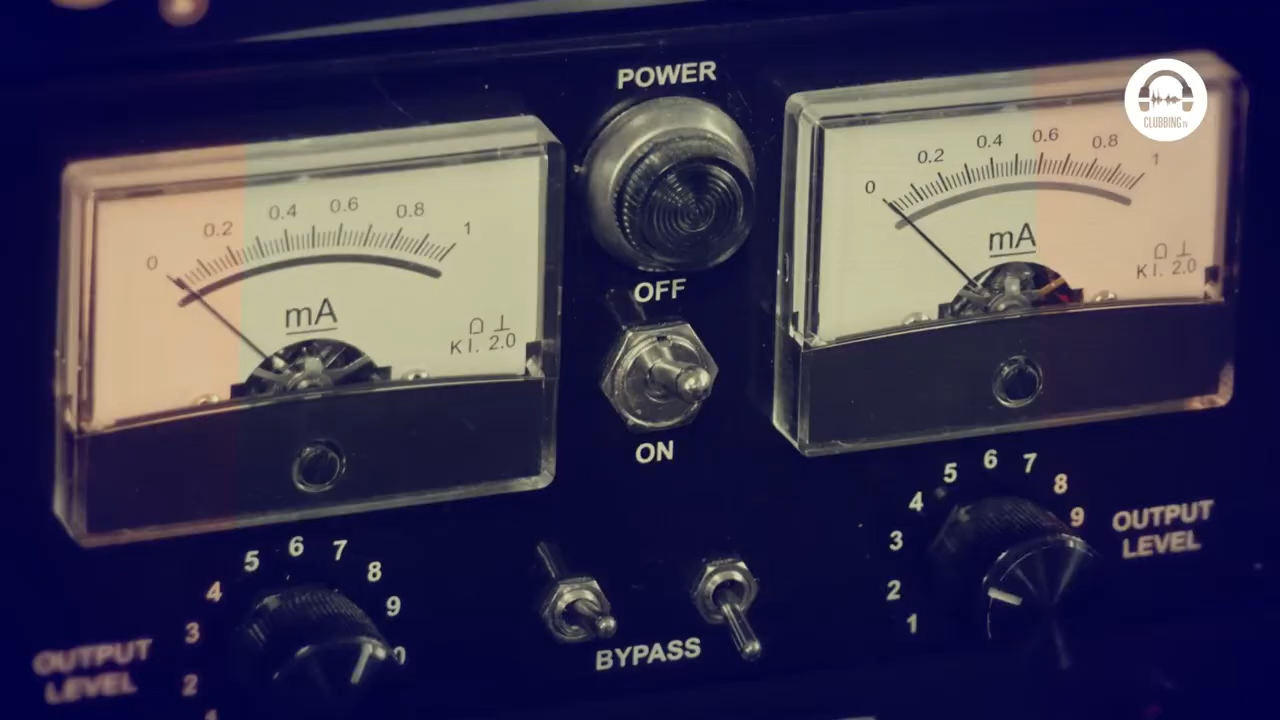 POWER
CLUBBING TV
0 0.2 0.4 0.6 0.8 1
mA
KI. 2.0
0 0.2 0.4 0.6 0.8 1
mA
KI. 2.0
OFF
ON
1 2 3 4 5 6 7 8 9
OUTPUT
LEVEL
BYPASS
1 2 3 4 5 6 7 8 9
OUTPUT
LEVEL